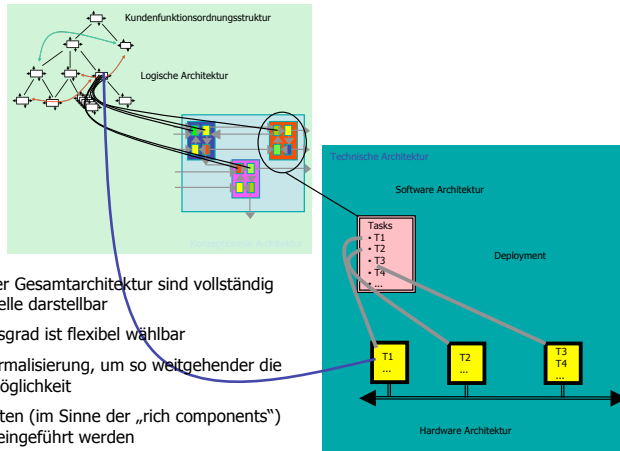 Kundenfunktionsordnungsstruktur
Logische Architektur
Komponierende Architektur
Technische Architektur
Software Architektur
Tasks
• T1
• T2
• T3
• T4
• ...
Deployment
er Gesamtarchitektur sind vollständig
elle darstellbar
sgrad ist flexibel wählbar
rmalisierung, um so weitgehender die
öglichkeit
ten (im Sinne der „rich components“)
eingeführt werden
T1
...
T2
...
T3
T4
...
Hardware Architektur